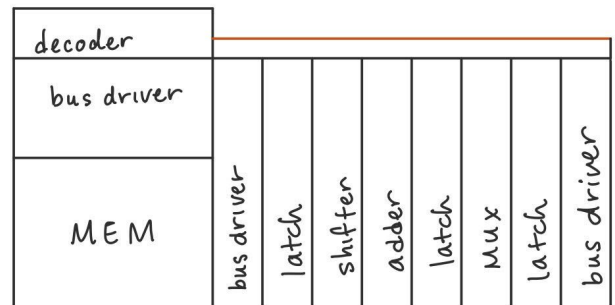 decoder
bus driver
MEM
bus driver
latch
shifter
adder
latch
MUX
latch
bus driver